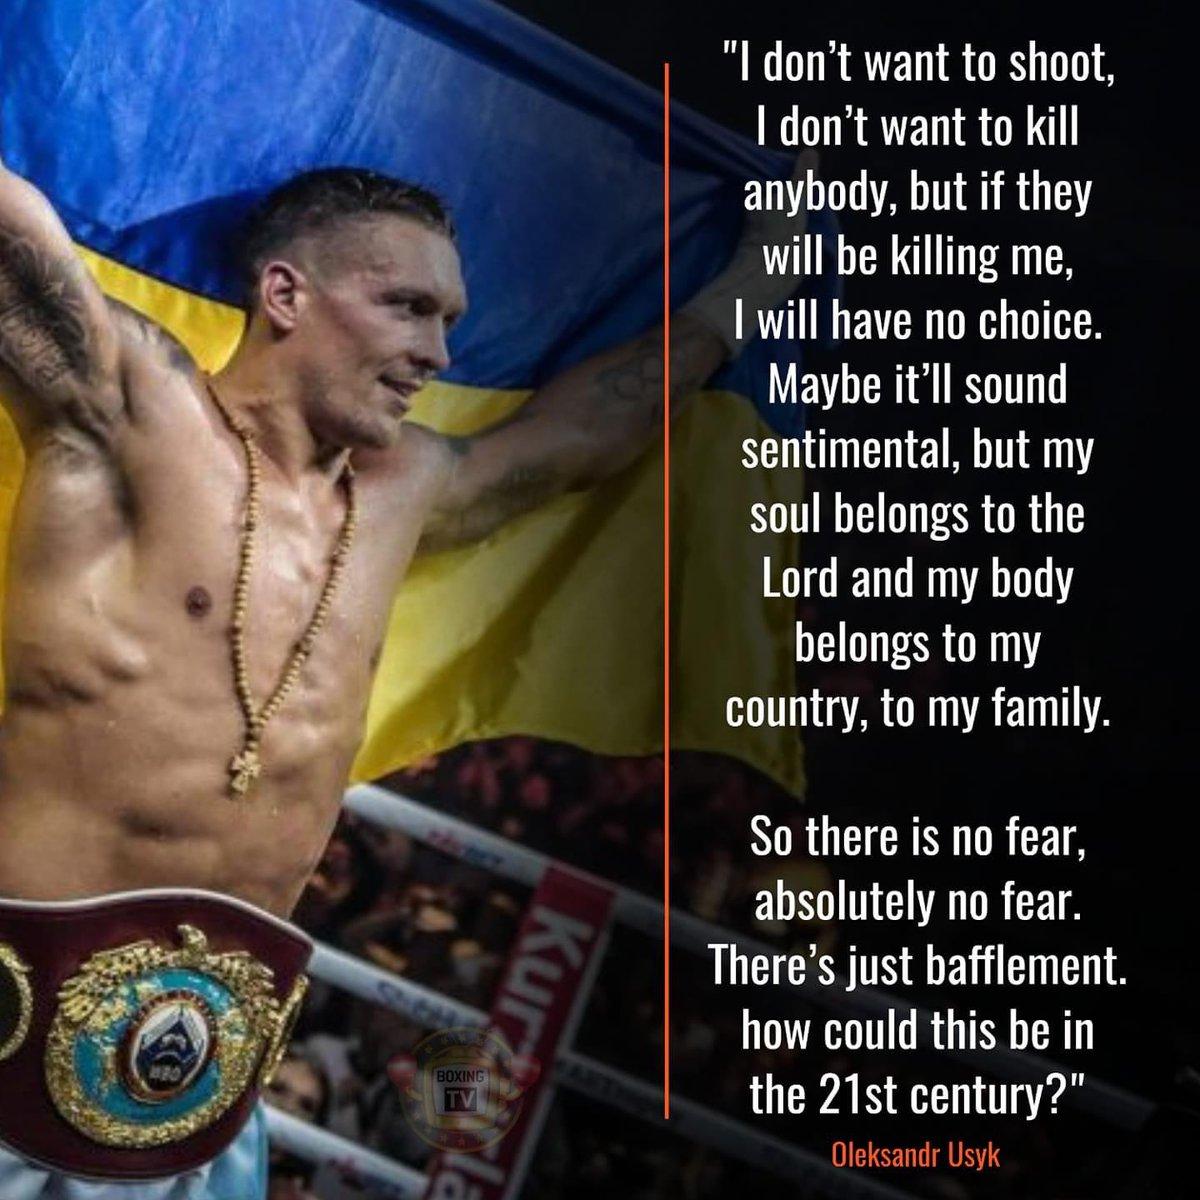 "I don’t want to shoot,
I don’t want to kill
anybody, but if they
will be killing me,
I will have no choice.
Maybe it’ll sound
sentimental, but my
soul belongs to the
Lord and my body
belongs to my
country, to my family.
So there is no fear,
absolutely no fear.
There’s just bafflement.
how could this be in
the 21st century?"
Oleksandr Usyk
BOXING
TV
WBO